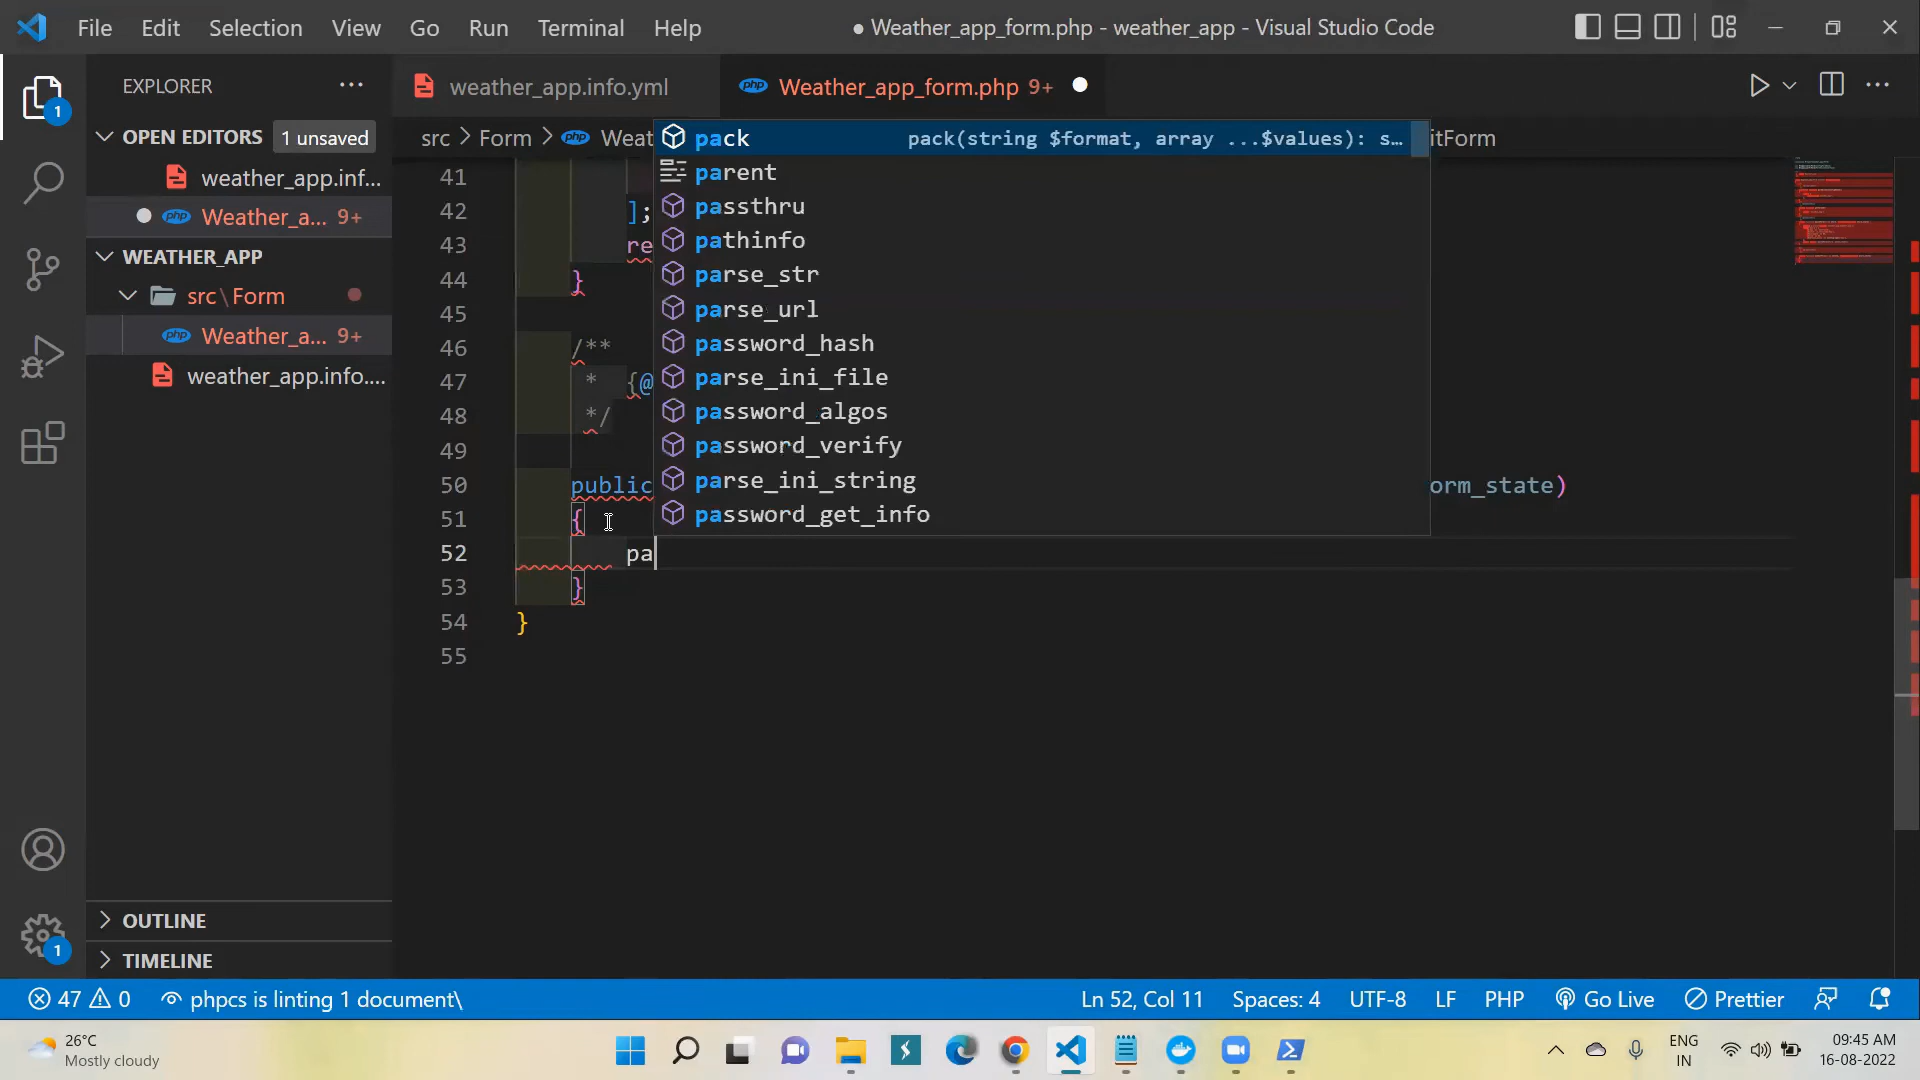 File Edit Selection View Go Run Terminal Help
● Weather_app_form.php - weather_app - Visual Studio Code
EXPLORER ...
weather_app.info.yml
Weather_app_form.php 9+
OPEN EDITORS 1 unsaved
weather_app.inf...
Weather_a... 9+
WEATHER_APP
src\Form
Weather_a... 9+
weather_app.info....
OUTLINE
TIMELINE
src > Form > Weat
itForm
pack pack(string $format, array ...$values): s...
parent
passthru
pathinfo
parse_str
parse_url
password_hash
parse_ini_file
password_algos
password_verify
parse_ini_string
password_get_info
41
42 ];
43 re
44 }
45
46 /**
47 * {@
48 */
49
50 public orm_state)
51 {
52 pa
53 }
54 }
55
47 0 phpcs is linting 1 document\
Ln 52, Col 11 Spaces: 4 UTF-8 LF PHP Go Live Prettier
1
1
26°C
Mostly cloudy
ENG
IN
09:45 AM
16-08-2022